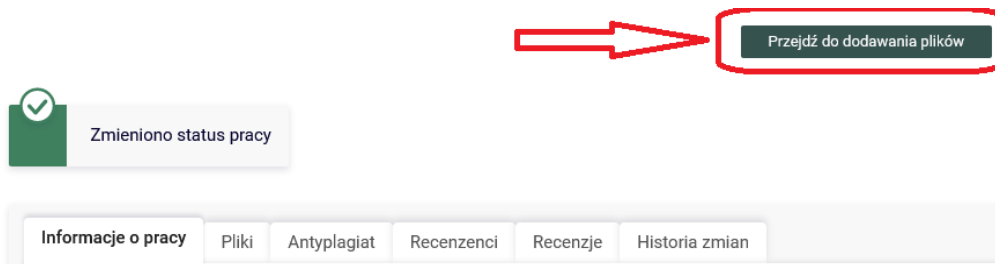 Przejdź do dodawania plików
Zmieniono status pracy
Informacje o pracy Pliki Antyplagiat Recenzenci Recenzje Historia zmian